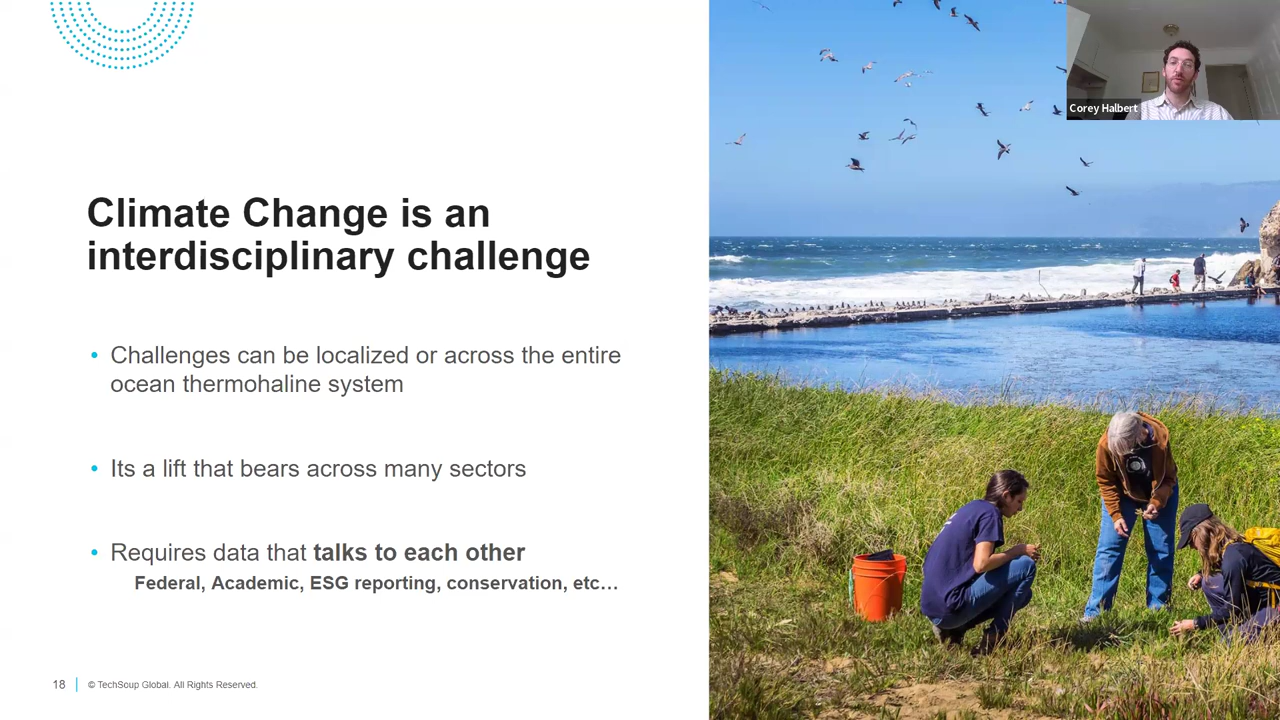 Corey Halbert
Climate Change is an
interdisciplinary challenge
• Challenges can be localized or across the entire
ocean thermohaline system
• Its a lift that bears across many sectors
• Requires data that talks to each other
Federal, Academic, ESG reporting, conservation, etc...
18 | © TechSoup Global. All Rights Reserved.